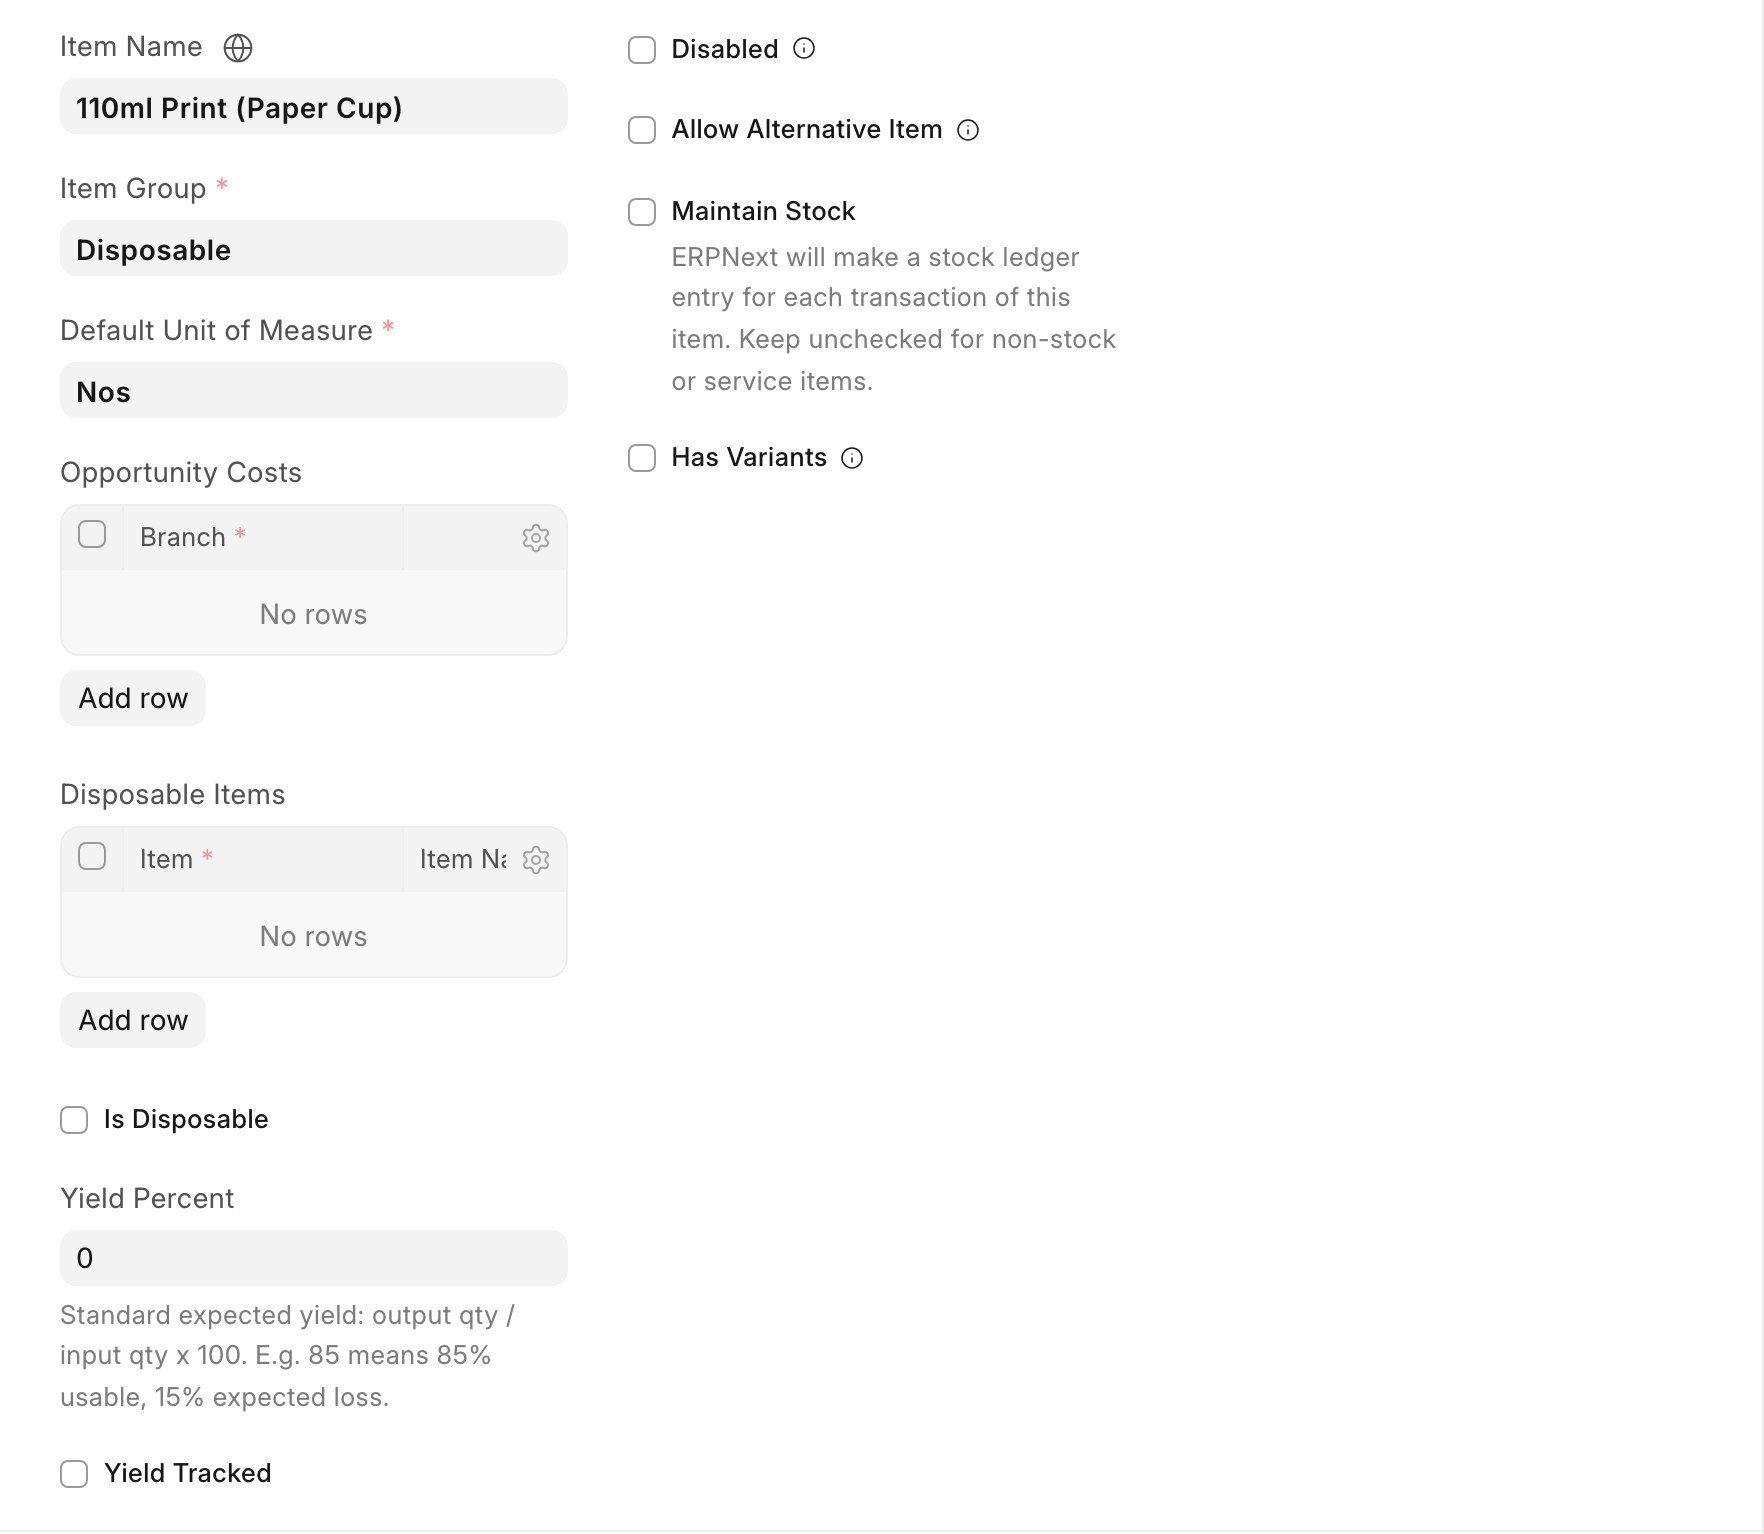 Item Name
110ml Print (Paper Cup)
Item Group *
Disposable
Default Unit of Measure *
Nos
Opportunity Costs
Branch *
No rows
Add row
Disposable Items
Item * Item Na
No rows
Add row
Is Disposable
Yield Percent
0
Standard expected yield: output qty /
input qty x 100. E.g. 85 means 85%
usable, 15% expected loss.
Yield Tracked
Disabled
Allow Alternative Item
Maintain Stock
ERPNext will make a stock ledger
entry for each transaction of this
item. Keep unchecked for non-stock
or service items.
Has Variants